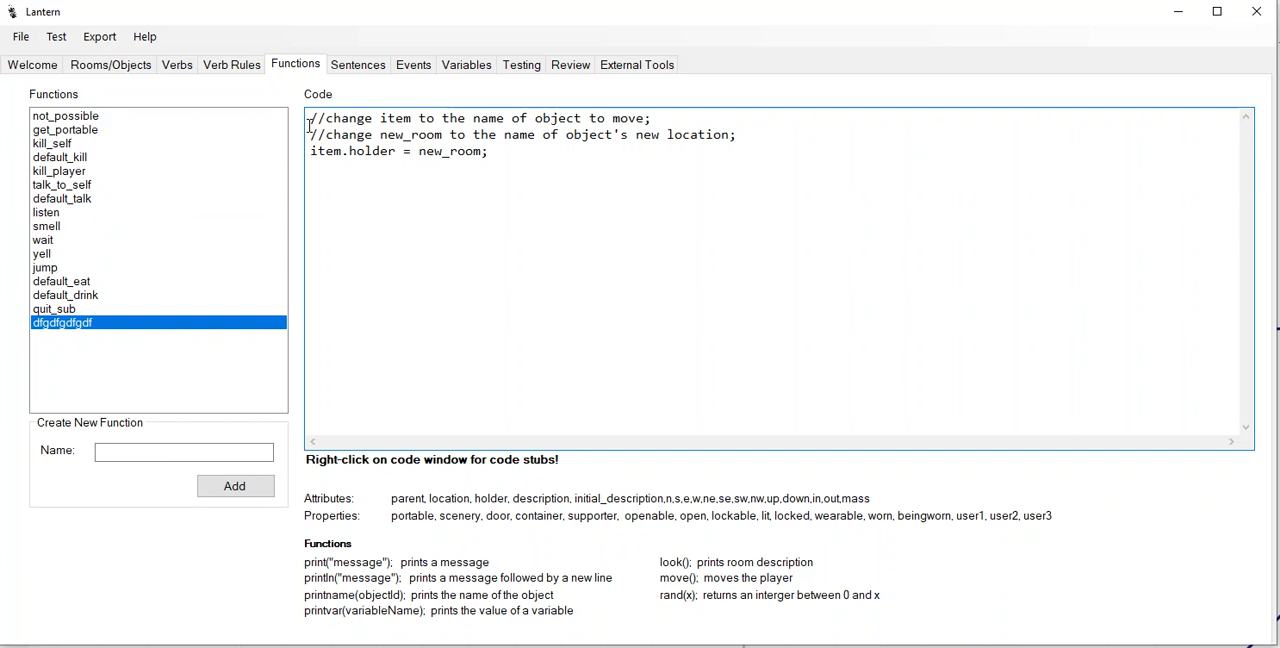 Lantern
File Test Export Help
Welcome Rooms/Objects Verbs Verb Rules Functions Sentences Events Variables Testing Review External Tools
Functions
not_possible
get_portable
kill_self
default_kill
kill_player
talk_to_self
default_talk
listen
smell
wait
yell
jump
default_eat
default_drink
quit_sub
dfgdfgdfgdf
Create New Function
Name:
Add
Code
//change item to the name of object to move;
//change new_room to the name of object's new location;
item.holder = new_room;
Right-click on code window for code stubs!
Attributes: parent, location, holder, description, initial_description,n,s,e,w,ne,se,sw,nw,up,down,in,out,mass
Properties: portable, scenery, door, container, supporter, openable, open, lockable, lit, locked, wearable, worn, beingworn, user1, user2, user3
Functions
print("message"); prints a message
println("message"); prints a message followed by a new line
printname(objectId); prints the name of the object
printvar(variableName); prints the value of a variable
look(); prints room description
move(); moves the player
rand(x); returns an interger between 0 and x